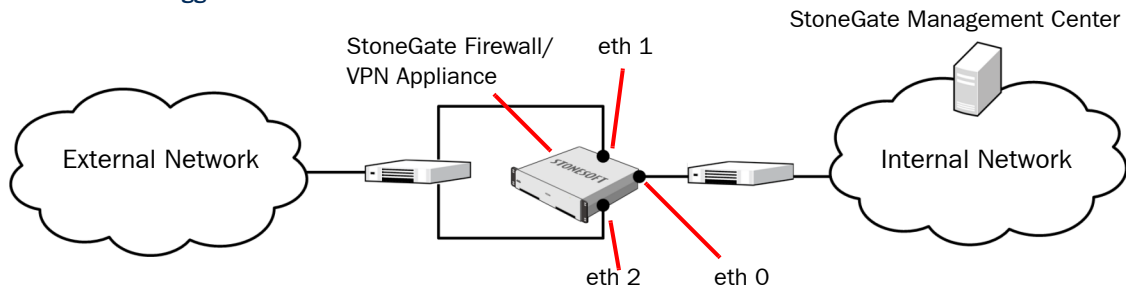 StoneGate Management Center
StoneGate Firewall/
VPN Appliance
eth 1
External Network
STONESOFT
Internal Network
eth 2
eth 0